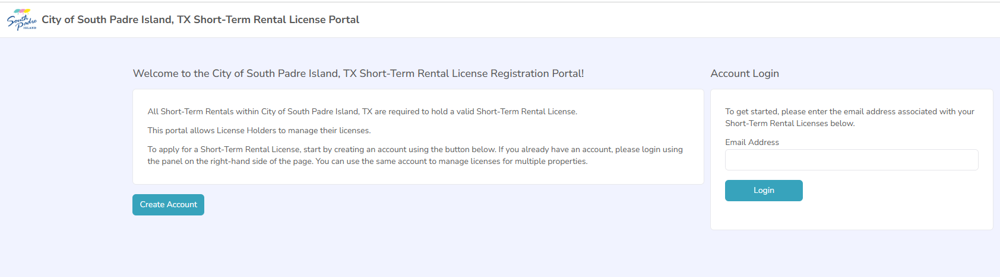 South
Padre
ISLAND
City of South Padre Island, TX Short-Term Rental License Portal
Welcome to the City of South Padre Island, TX Short-Term Rental License Registration Portal!
All Short-Term Rentals within City of South Padre Island, TX are required to hold a valid Short-Term Rental License.
This portal allows License Holders to manage their licenses.
To apply for a Short-Term Rental License, start by creating an account using the button below. If you already have an account, please login using
the panel on the right-hand side of the page. You can use the same account to manage licenses for multiple properties.
Create Account
Account Login
To get started, please enter the email address associated with your
Short-Term Rental Licenses below.
Email Address
Login